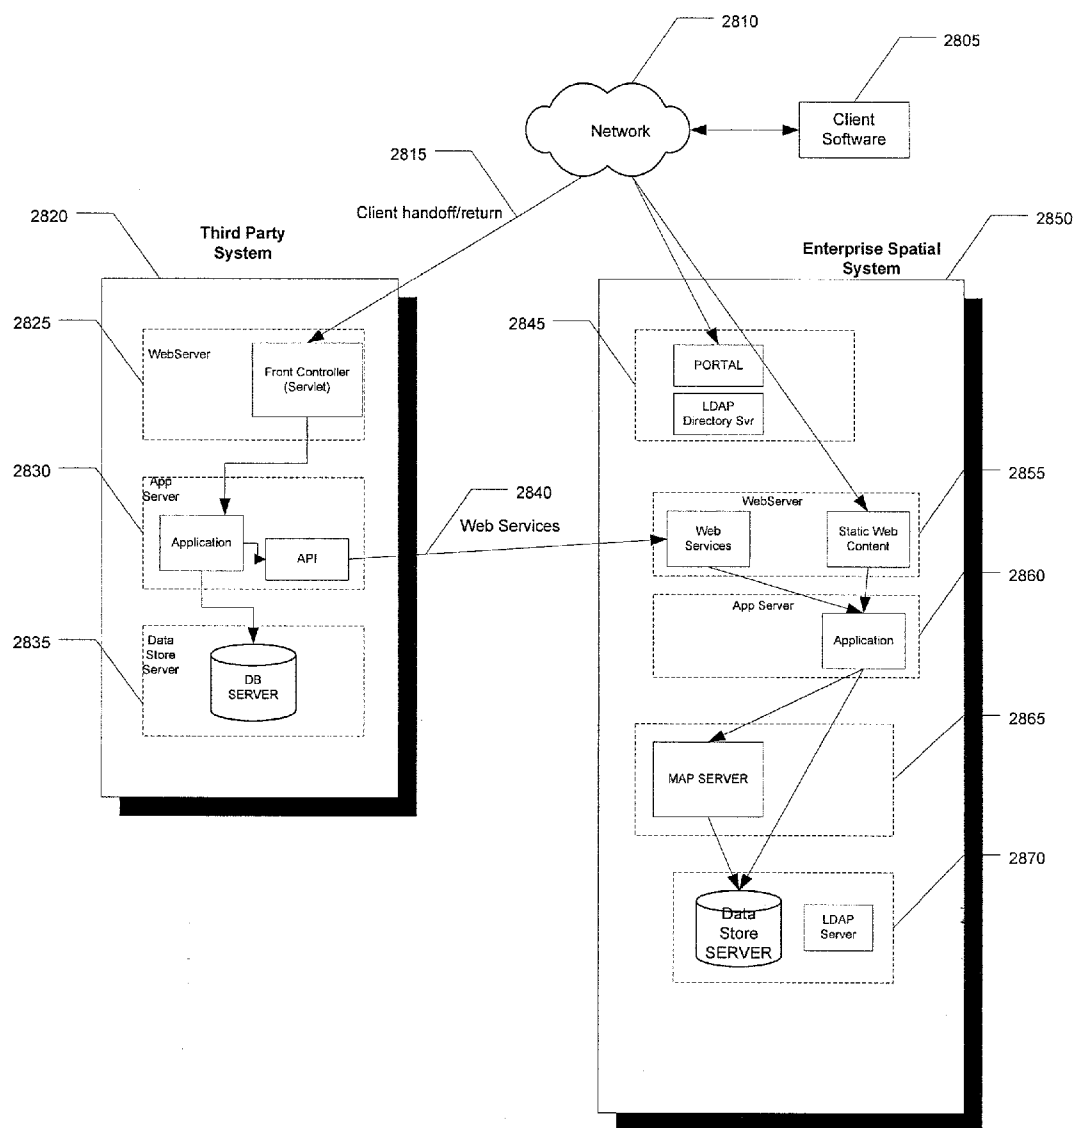 2810
2805
Network
Client
Software
2815
Client handoff/return
2820
Third Party
System
2850
Enterprise Spatial
System
2825
WebServer
Front Controller
(Servlet)
2845
PORTAL
LDAP
Directory Svr
2830
App
Server
Application
API
2840
Web Services
2855
WebServer
Web
Services
Static Web
Content
2860
App Server
Application
2835
Data
Store
Server
DB
SERVER
2865
MAP SERVER
2870
Data
Store
SERVER
LDAP
Server